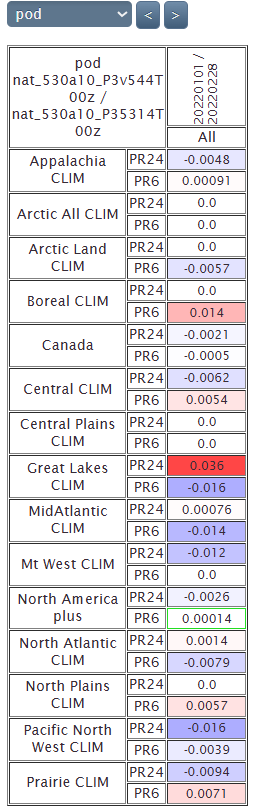 pod
<
>
pod
nat_530a10_P3v544T
00z /
nat_530a10_P35314T
00z
20220101 /
20220228
All
Appalachia
CLIM
PR24 -0.0048
PR6 0.00091
Arctic All CLIM
PR24 0.0
PR6 0.0
Arctic Land
CLIM
PR24 0.0
PR6 -0.0057
Boreal CLIM
PR24 0.0
PR6 0.014
Canada
PR24 -0.0021
PR6 -0.0005
Central CLIM
PR24 -0.0062
PR6 0.0054
Central Plains
CLIM
PR24 0.0
PR6 0.0
Great Lakes
CLIM
PR24 0.036
PR6 -0.016
MidAtlantic
CLIM
PR24 0.00076
PR6 -0.014
Mt West CLIM
PR24 -0.012
PR6 0.0
North America
plus
PR24 -0.0026
PR6 0.00014
North Atlantic
CLIM
PR24 0.0014
PR6 -0.0079
North Plains
CLIM
PR24 0.0
PR6 0.0057
Pacific North
West CLIM
PR24 -0.016
PR6 -0.0039
Prairie CLIM
PR24 -0.0094
PR6 0.0071